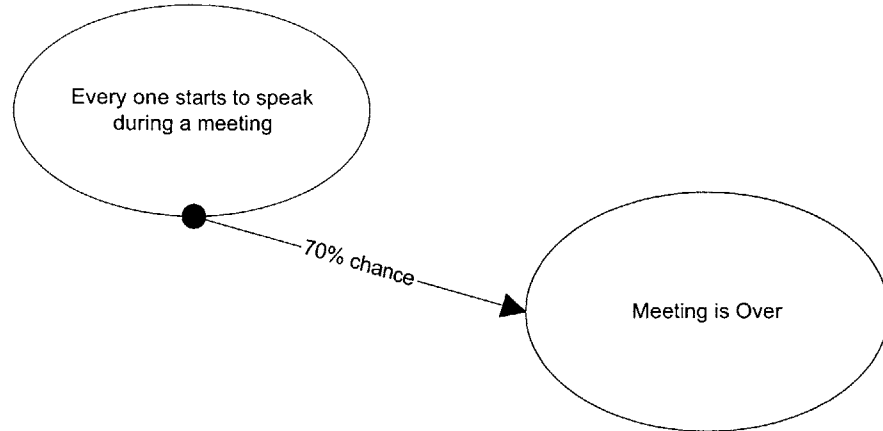 Every one starts to speak
during a meeting
70% chance
Meeting is Over